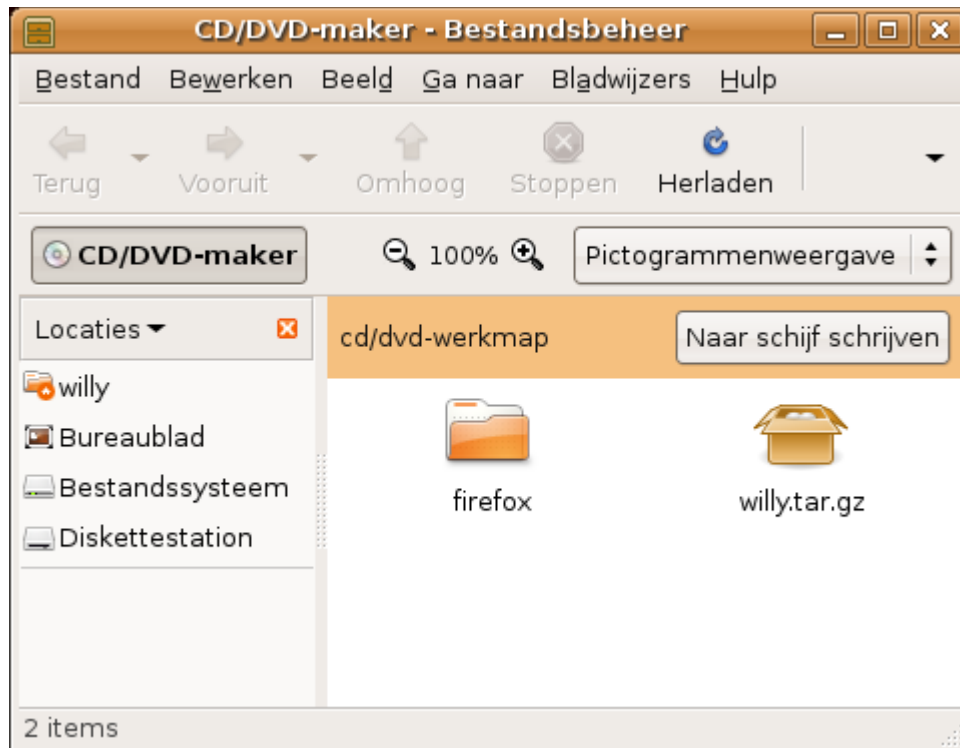 CD/DVD-maker - Bestandsbeheer
Bestand Bewerken Beeld Ga naar Bladwijzers Hulp
Terug Vooruit Omhoog Stoppen Herladen
CD/DVD-maker 100% Pictogrammenweergave
Locaties
cd/dvd-werkmap Naar schijf schrijven
willy
Bureaublad
Bestandssysteem
Diskettestation
firefox willy.tar.gz
2 items